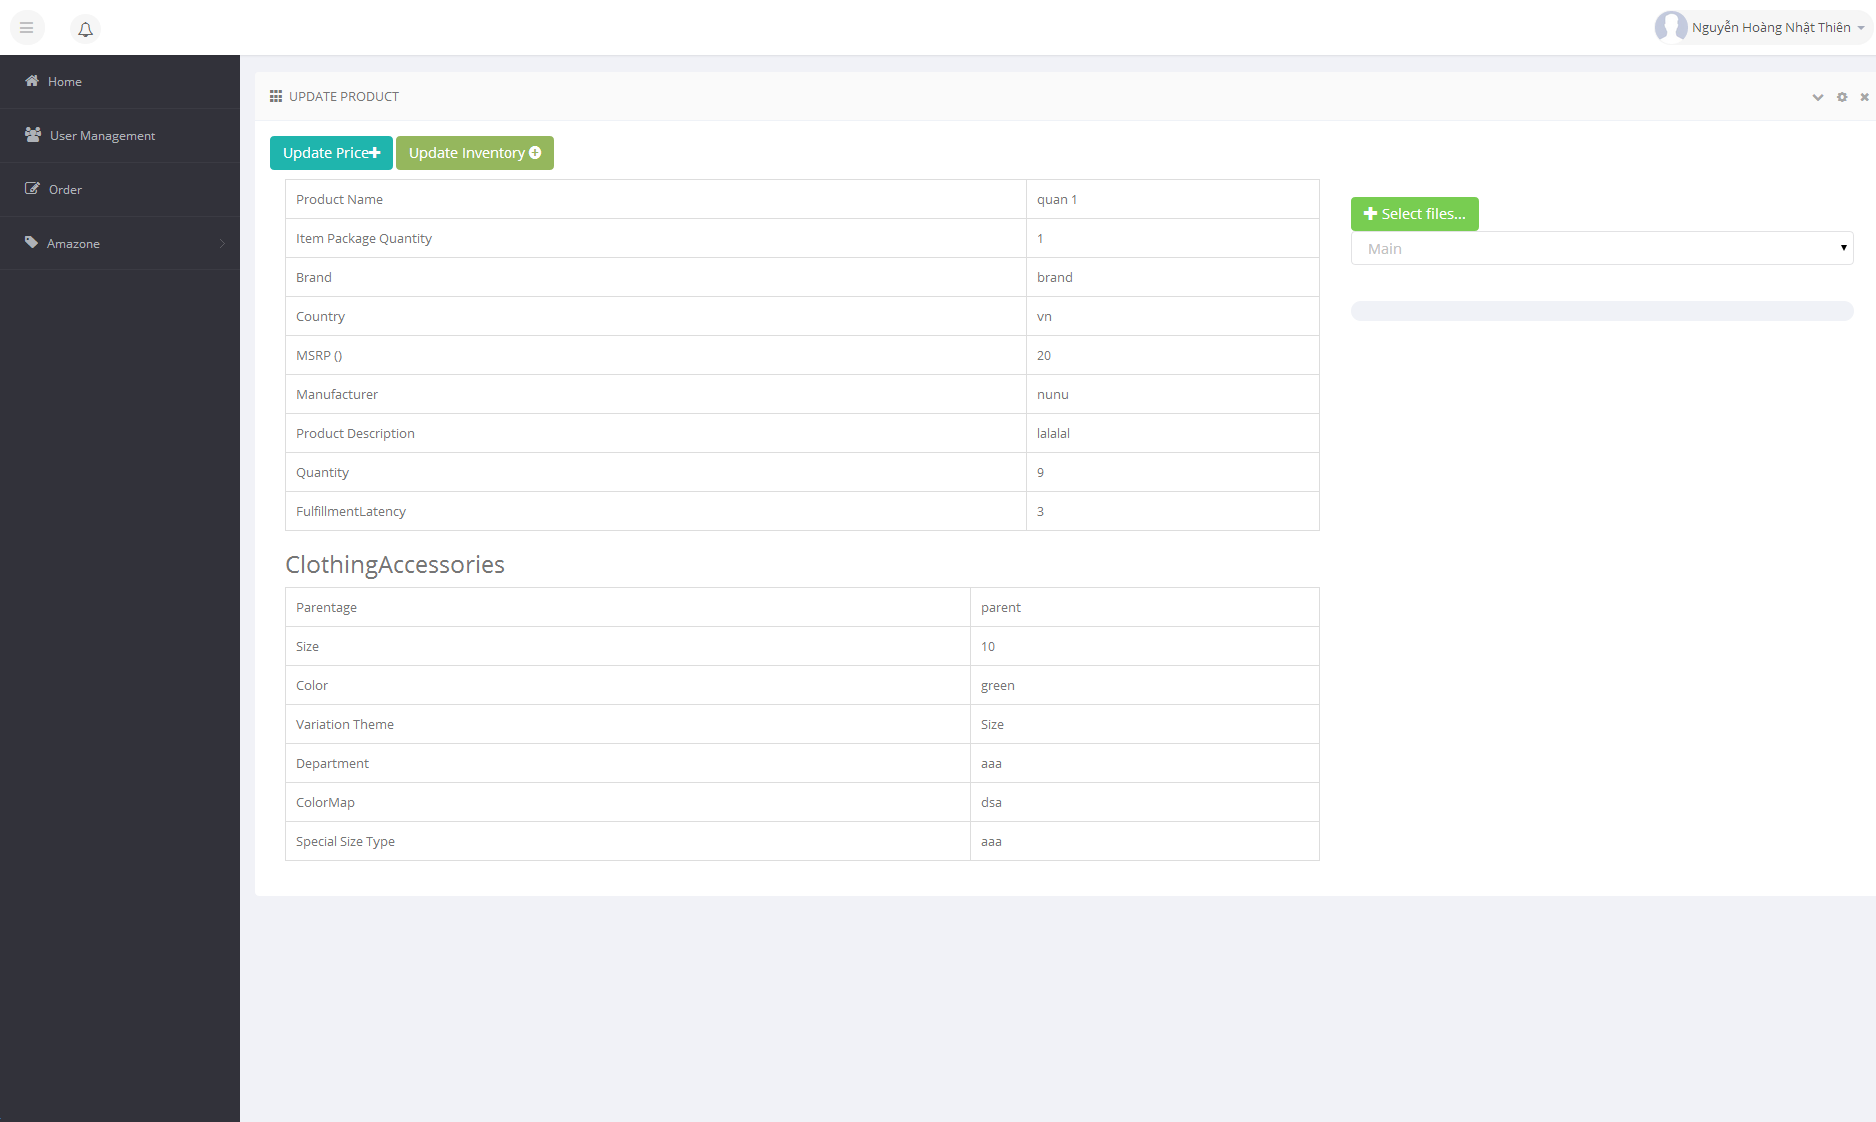 Nguyễn Hoàng Nhật Thiên
Home
User Management
Order
Amazone
UPDATE PRODUCT
Update Price
Update Inventory
Product Name quan 1
Item Package Quantity 1
Brand brand
Country vn
MSRP () 20
Manufacturer nunu
Product Description lalalal
Quantity 9
FulfillmentLatency 3
Select files...
Main
ClothingAccessories
Parentage parent
Size 10
Color green
Variation Theme Size
Department aaa
ColorMap dsa
Special Size Type aaa